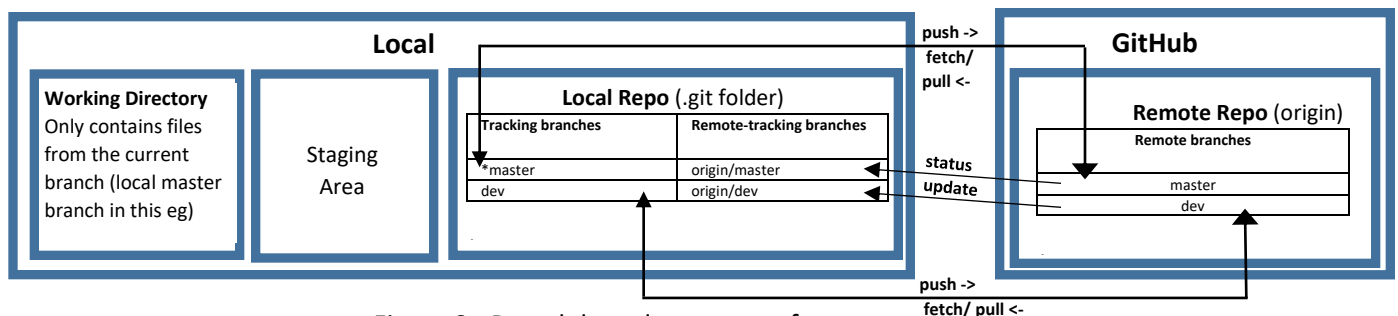 Local
GitHub
push ->
fetch/
pull <-
Working Directory
Only contains files
from the current
branch (local master
branch in this eg)
Staging
Area
Local Repo (.git folder)
Tracking branches
Remote-tracking branches
*master
origin/master
dev
origin/dev
status
update
Remote Repo (origin)
Remote branches
master
dev
push ->
fetch/ pull <-